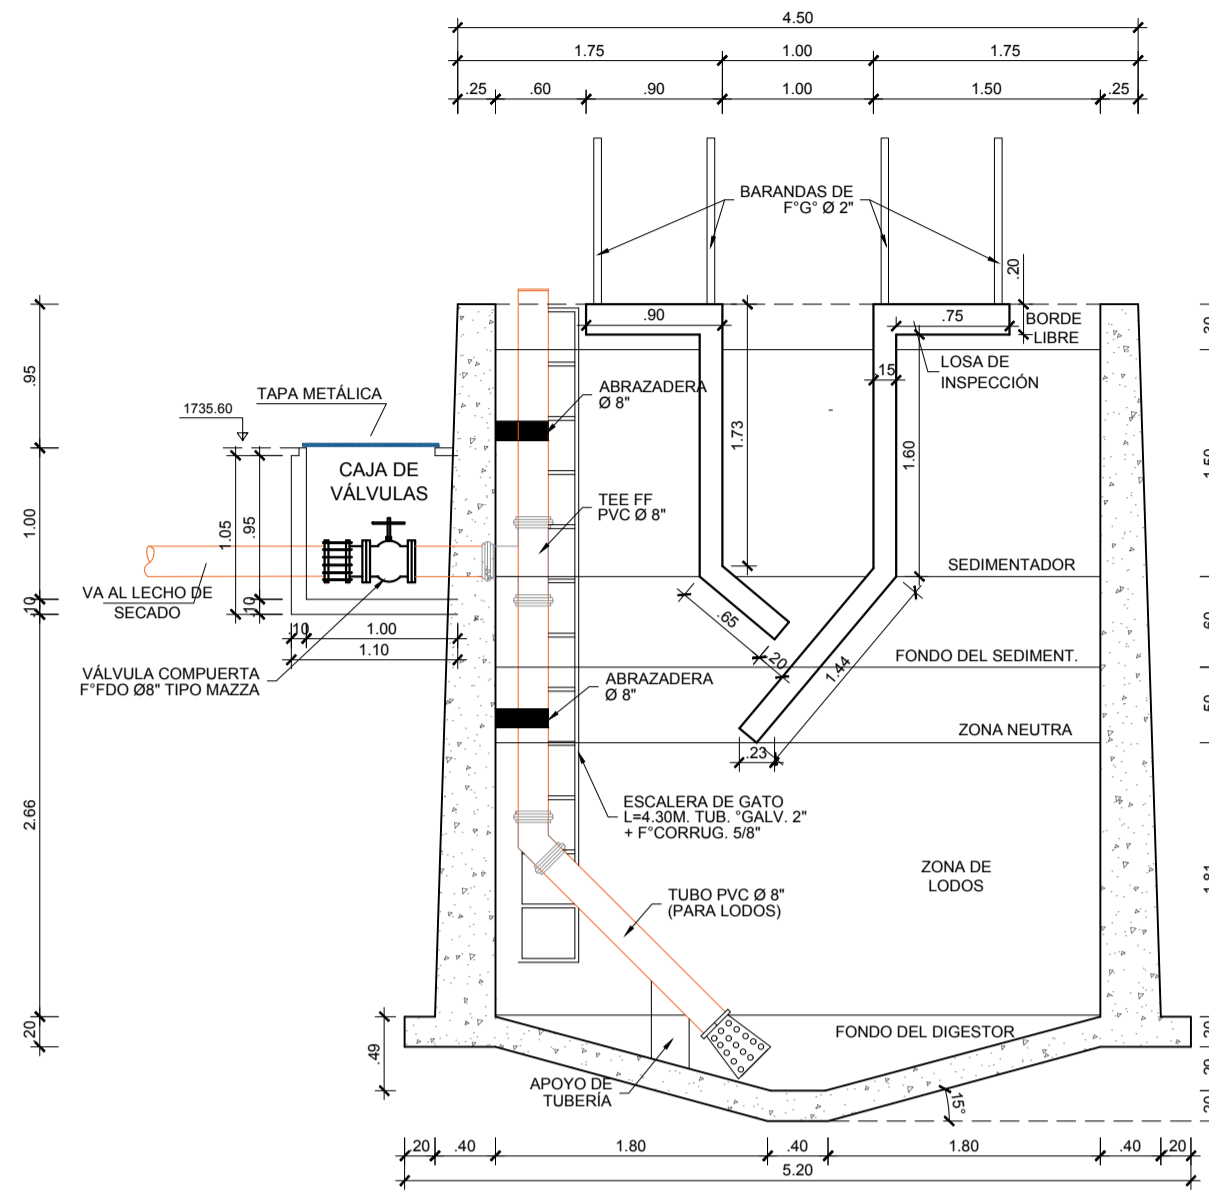 4.50
1.75
1.00
1.75
.25
.60
.90
1.00
1.50
.25
BARANDAS DE
F°G° Ø 2"
.20
.90
.75
BORDE
LIBRE
LOSA DE
INSPECCIÓN
.15
.95
TAPA METÁLICA
1735.60
ABRAZADERA
Ø 8"
1.73
1.60
CAJA DE
VÁLVULAS
TEE FF
PVC Ø 8"
1.00
1.05
.95
SEDIMENTADOR
VA AL LECHO DE
SECADO
.10
.10
.10
1.00
1.10
.65
.20
1.44
.60
FONDO DEL SEDIMENT.
VÁLVULA COMPUERTA
F°FDO Ø8" TIPO MAZZA
ABRAZADERA
Ø 8"
.50
ZONA NEUTRA
.23
2.66
ESCALERA DE GATO
L=4.30M. TUB. °GALV. 2"
+ F°CORRUG. 5/8"
ZONA DE
LODOS
TUBO PVC Ø 8"
(PARA LODOS)
.20
FONDO DEL DIGESTOR
.49
APOYO DE
TUBERÍA
15°
.20
.40
1.80
.40
1.80
.40
.20
5.20